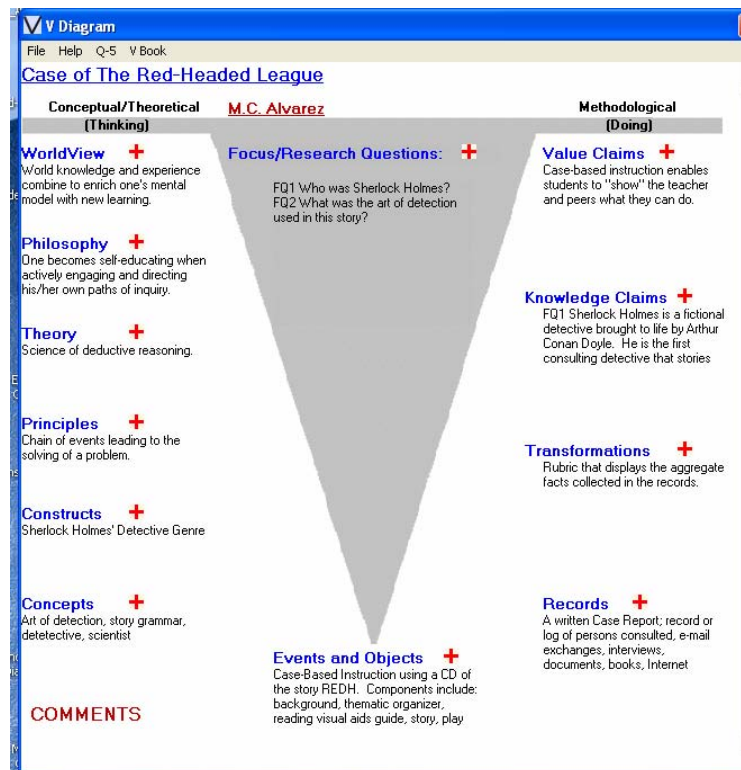 V Diagram
File Help Q-5 V Book
Case of The Red-Headed League
Conceptual/Theoretical
(Thinking)
M.C. Alvarez
Methodological
(Doing)
WorldView
World knowledge and experience
combine to enrich one's mental
model with new learning.
Philosophy
One becomes self-educating when
actively engaging and directing
his/her own paths of inquiry.
Theory
Science of deductive reasoning.
Principles
Chain of events leading to the
solving of a problem.
Constructs
Sherlock Holmes' Detective Genre
Concepts
Art of detection, story grammar,
detetective, scientist
COMMENTS
Focus/Research Questions:
FQ1 Who was Sherlock Holmes?
FQ2 What was the art of detection
used in this story?
Events and Objects
Case-Based Instruction using a CD of
the story REDH. Components include:
background, thematic organizer,
reading visual aids guide, story, play
Value Claims
Case-based instruction enables
students to "show" the teacher
and peers what they can do.
Knowledge Claims
FQ1 Sherlock Holmes is a fictional
detective brought to life by Arthur
Conan Doyle. He is the first
consulting detective that stories
Transformations
Rubric that displays the aggregate
facts collected in the records.
Records
A written Case Report; record or
log of persons consulted, e-mail
exchanges, interviews,
documents, books, Internet